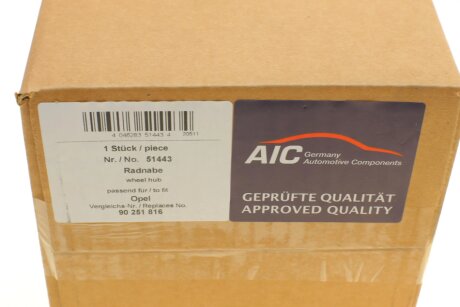 4 048283 51443 4
20511
1 Stück / piece
Nr. / No. 51443
Radnabe
wheel hub
passend für / to fit
Opel
Vergleichs-Nr. / Replaces No.
90 251 816
AIC Germany
Automotive Components
GEPRÜFTE QUALITÄT
APPROVED QUALITY